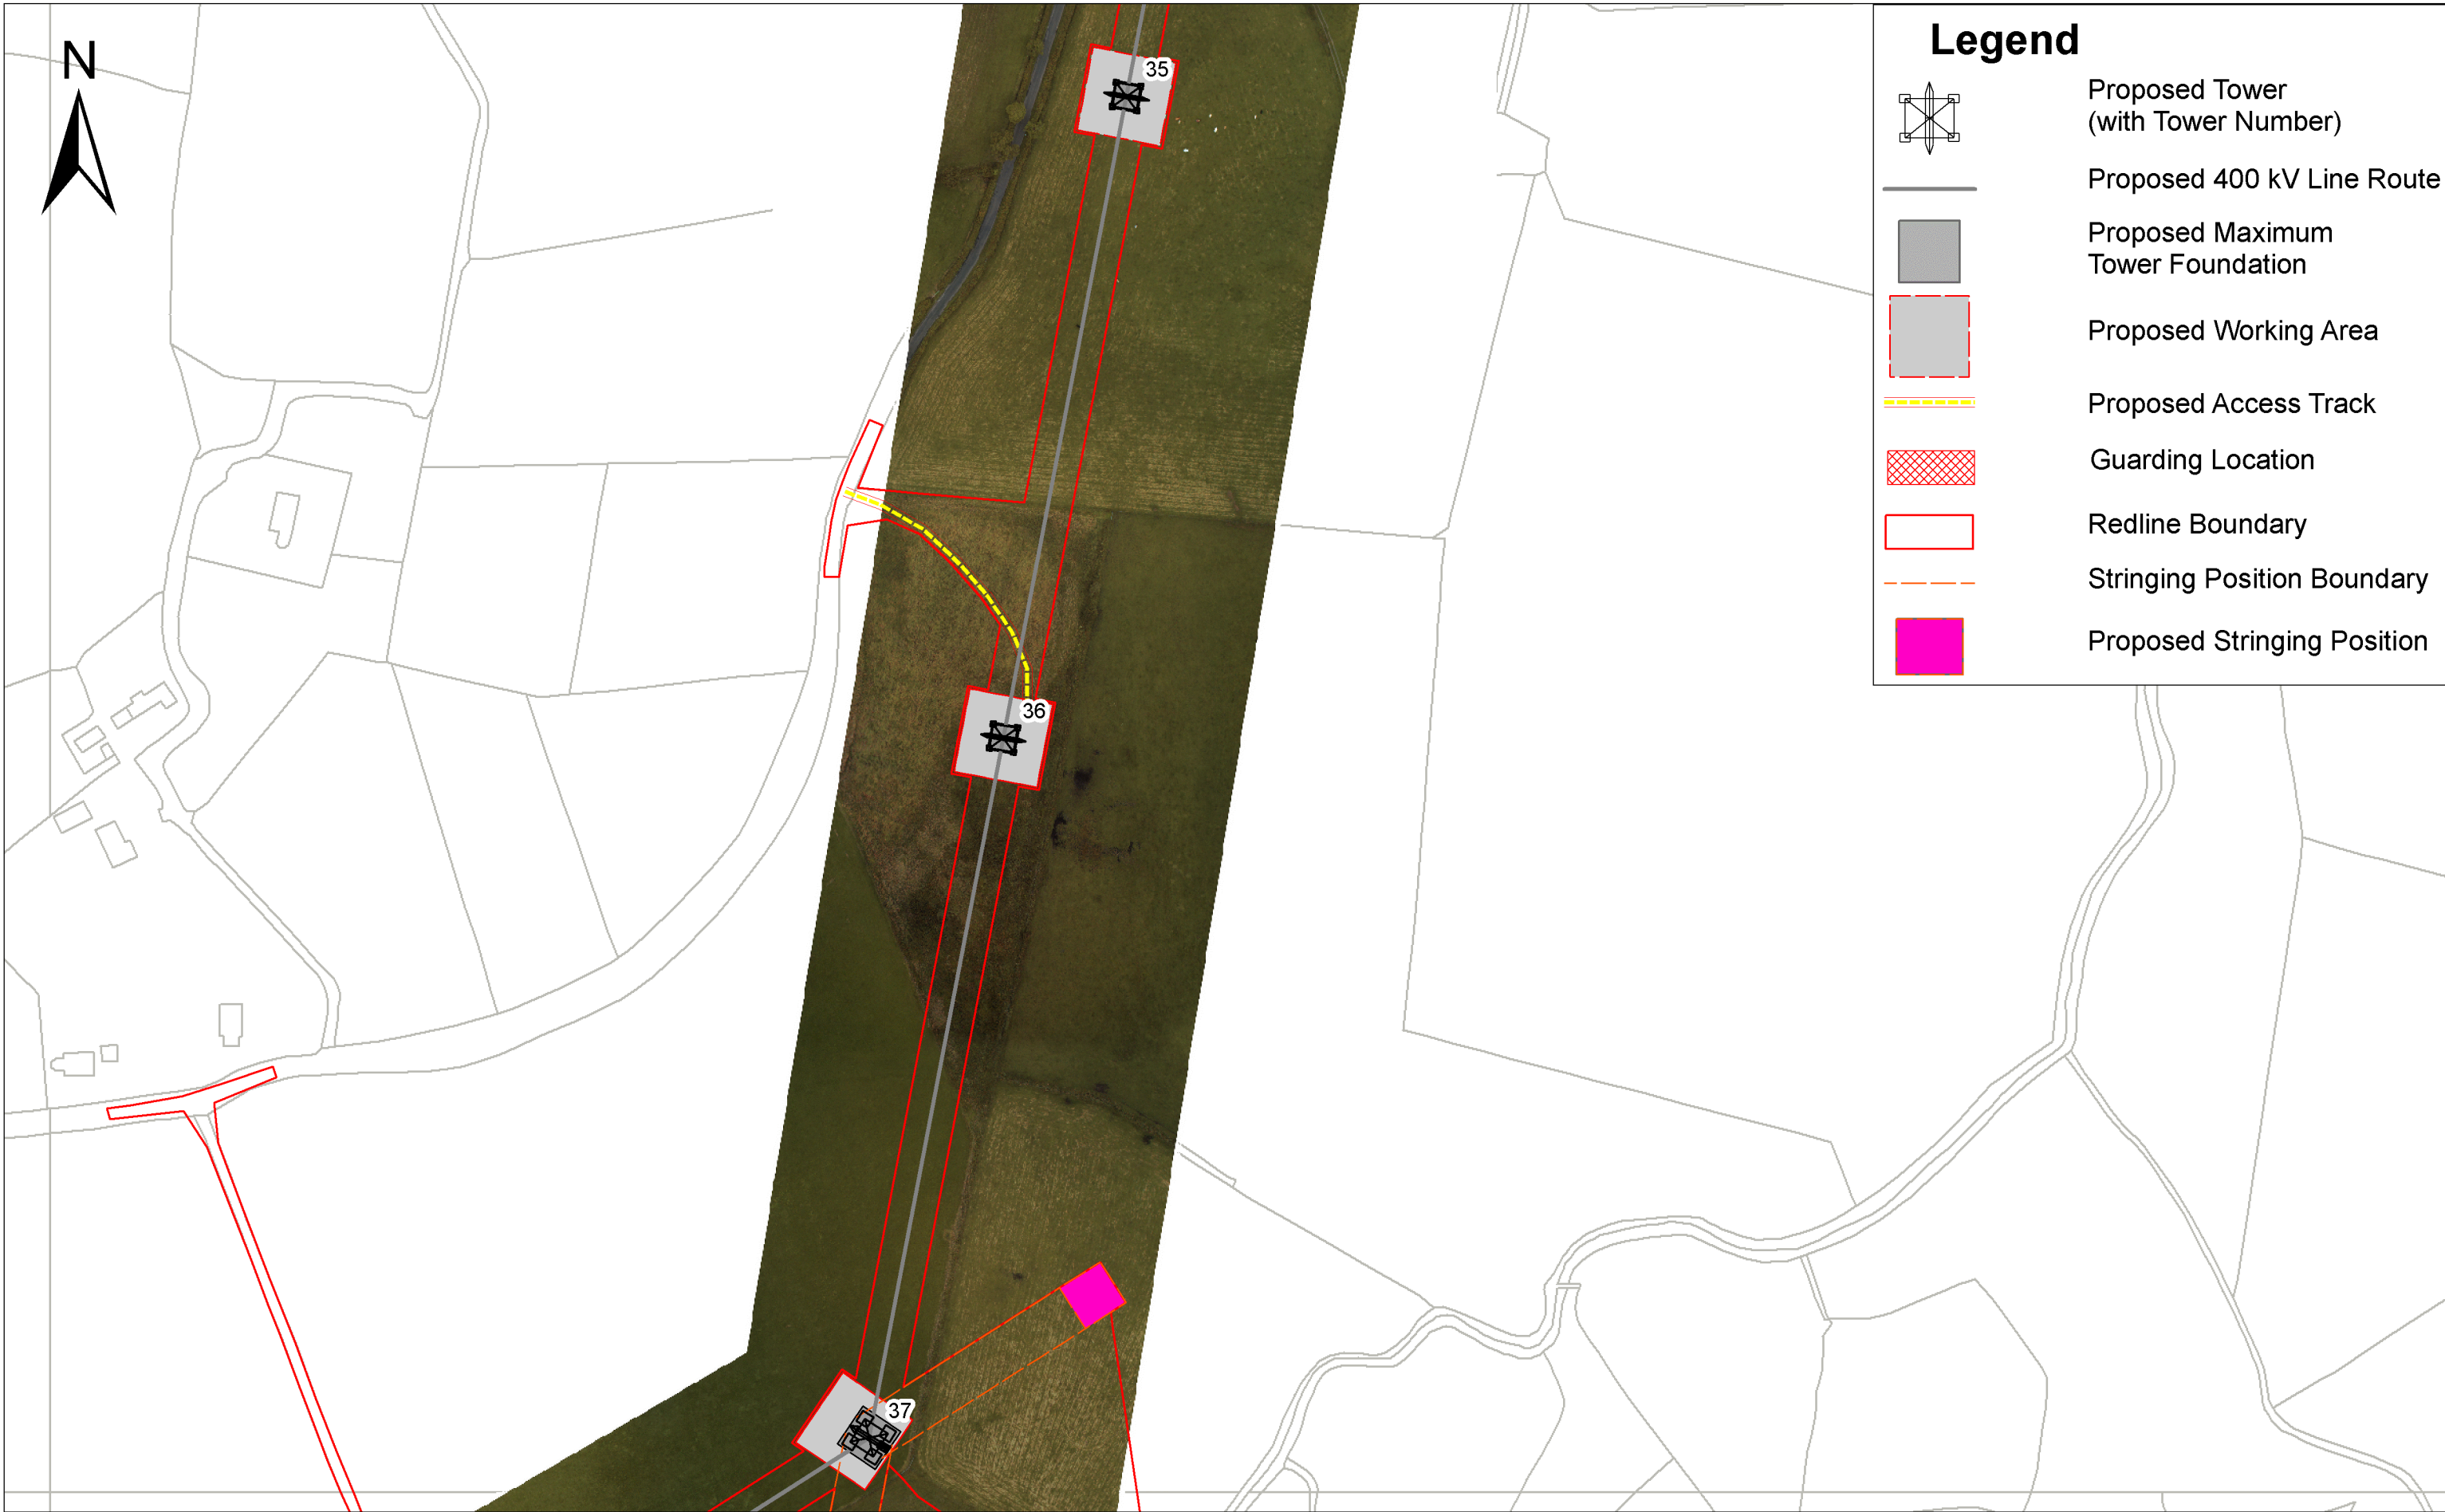 N
35
36
37
Legend
Proposed Tower
(with Tower Number)
Proposed 400 kV Line Route
Proposed Maximum
Tower Foundation
Proposed Working Area
Proposed Access Track
Guarding Location
Redline Boundary
Stringing Position Boundary
Proposed Stringing Position